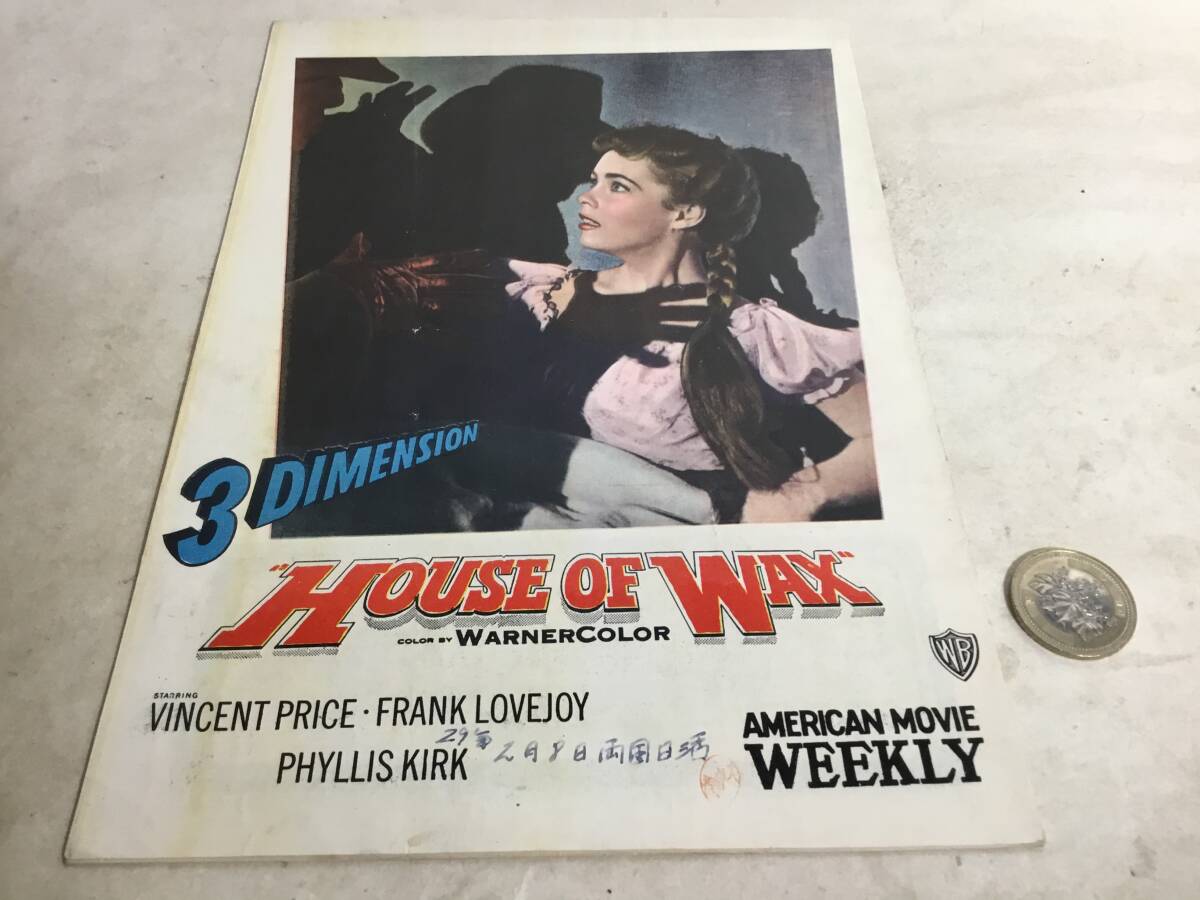 3 DIMENSION
"HOUSE OF WAX"
COLOR BY WARNERCOLOR
WB
STARRING
VINCENT PRICE · FRANK LOVEJOY
PHYLLIS KIRK
29年2月8日両国日活
AMERICAN MOVIE
WEEKLY